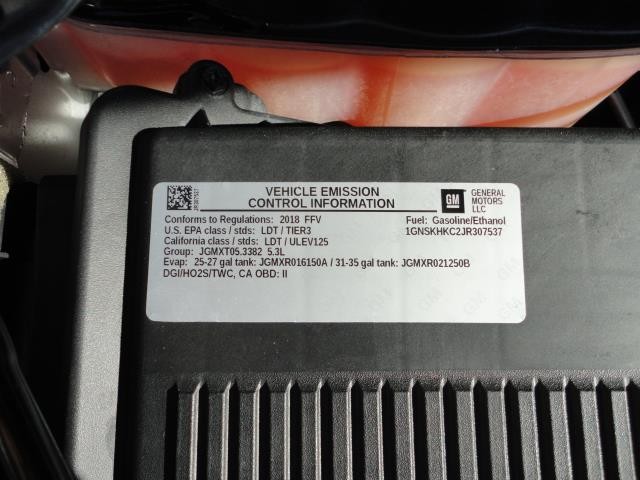 VEHICLE EMISSION
CONTROL INFORMATION
GM
GENERAL
MOTORS
LLC
Conforms to Regulations: 2018 FFV
Fuel: Gasoline/Ethanol
U.S. EPA class / stds: LDT / TIER3
1GNSKHKC2JR307537
California class / stds: LDT / ULEV125
Group: JGMXT05.3382 5.3L
Evap: 25-27 gal tank: JGMXR016150A / 31-35 gal tank: JGMXR021250B
DGI/HO2S/TWC, CA OBD: II